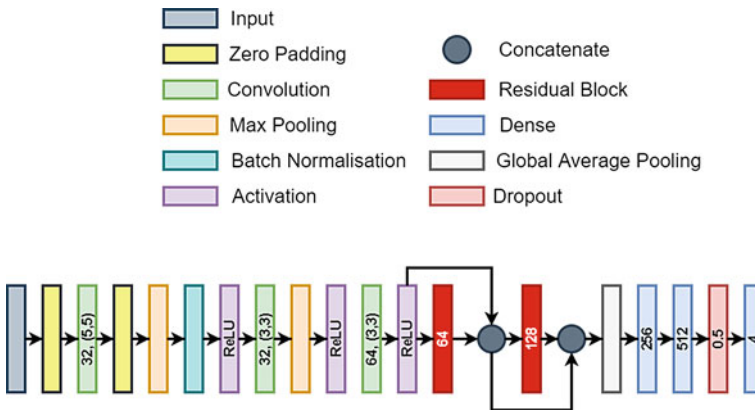 Input
Zero Padding
Convolution
Max Pooling
Batch Normalisation
Activation
Concatenate
Residual Block
Dense
Global Average Pooling
Dropout
32, (5,5)
ReLU
32, (3,3)
ReLU
64, (3,3)
ReLU
64
128
256
512
0.5
4